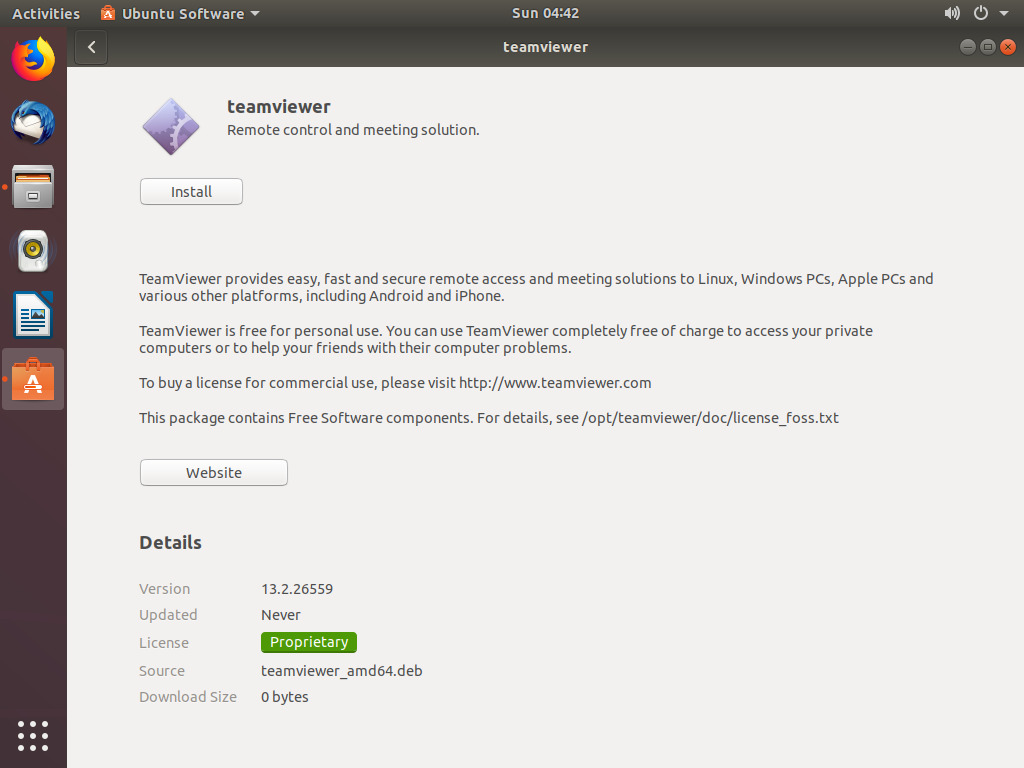 Activities
Ubuntu Software
Sun 04:42
teamviewer
teamviewer
Remote control and meeting solution.
Install
TeamViewer provides easy, fast and secure remote access and meeting solutions to Linux, Windows PCs, Apple PCs and
various other platforms, including Android and iPhone.
TeamViewer is free for personal use. You can use TeamViewer completely free of charge to access your private
computers or to help your friends with their computer problems.
To buy a license for commercial use, please visit http://www.teamviewer.com
This package contains Free Software components. For details, see /opt/teamviewer/doc/license_foss.txt
Website
Details
Version 13.2.26559
Updated Never
License Proprietary
Source teamviewer_amd64.deb
Download Size 0 bytes